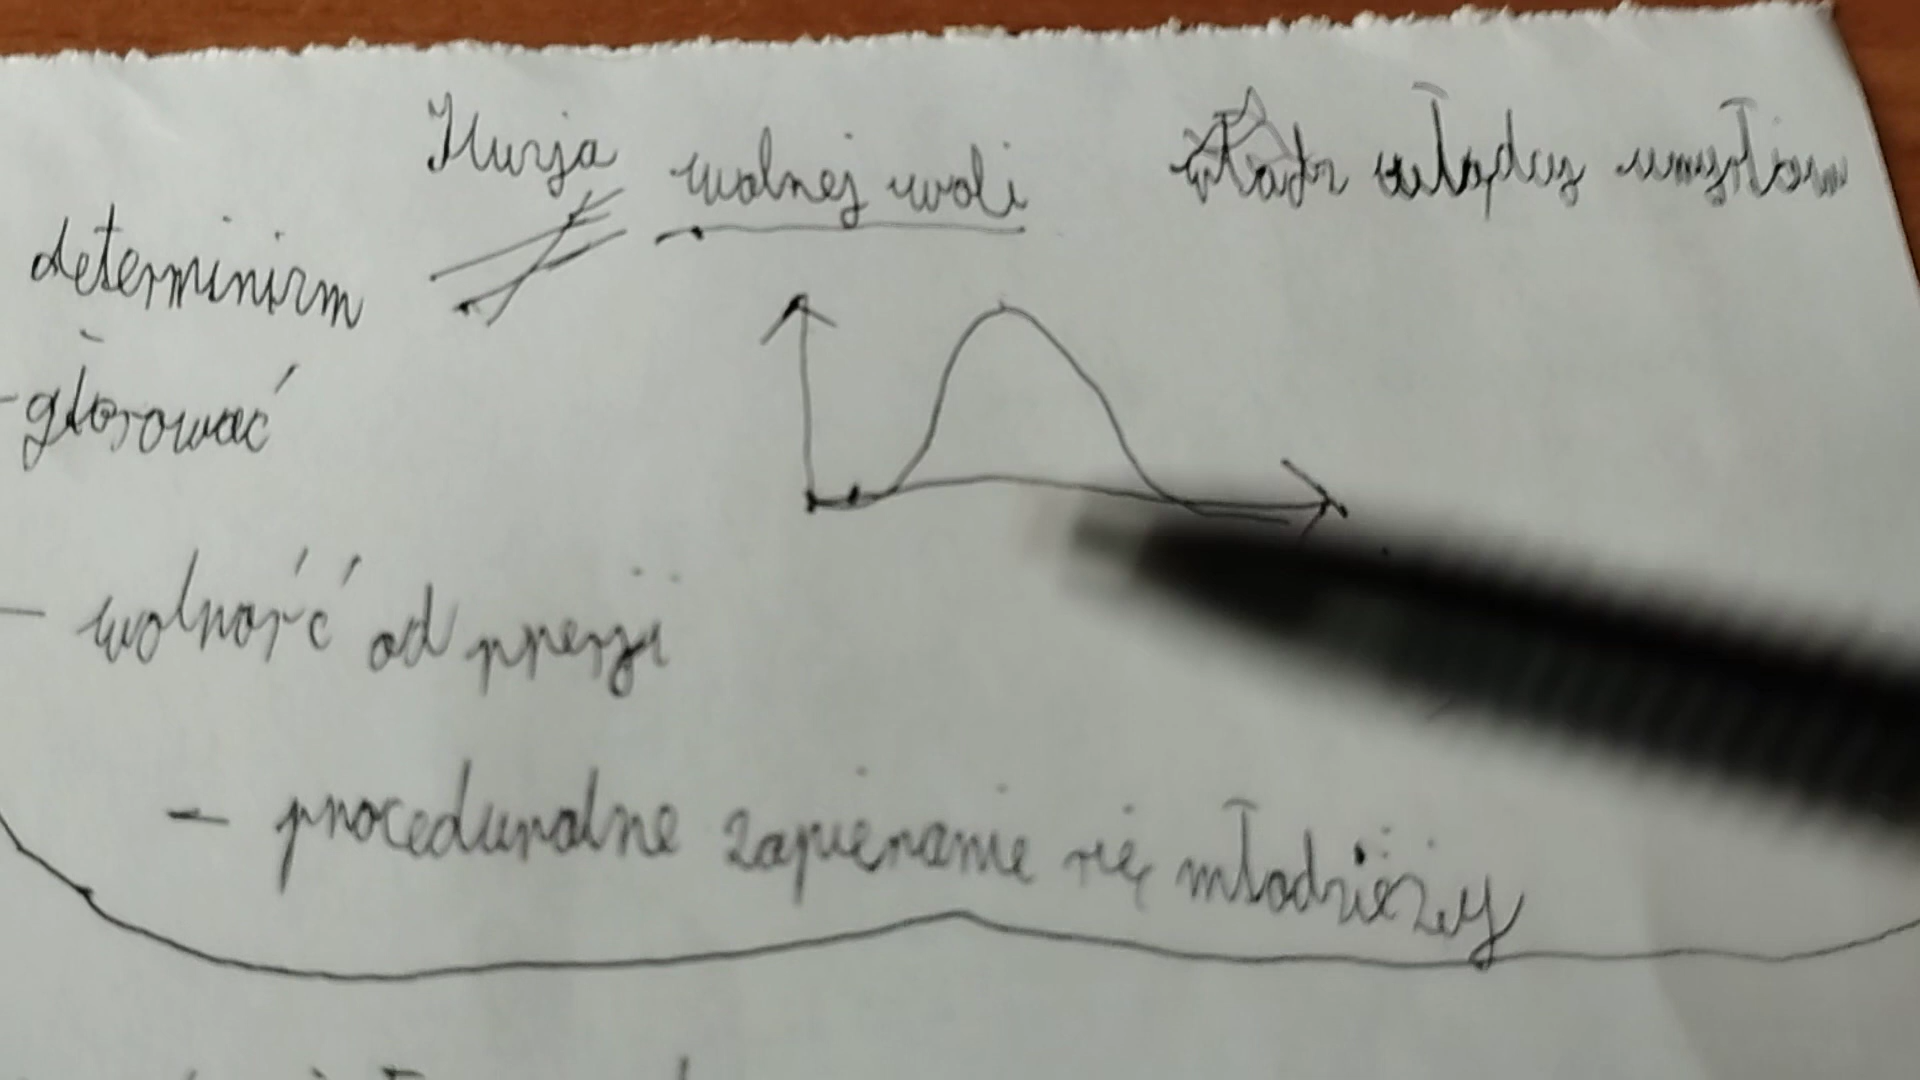 Iluzja wolnej woli
determinizm
- głosować
- wolność od presji
- proceduralne zapieranie się młodzieży